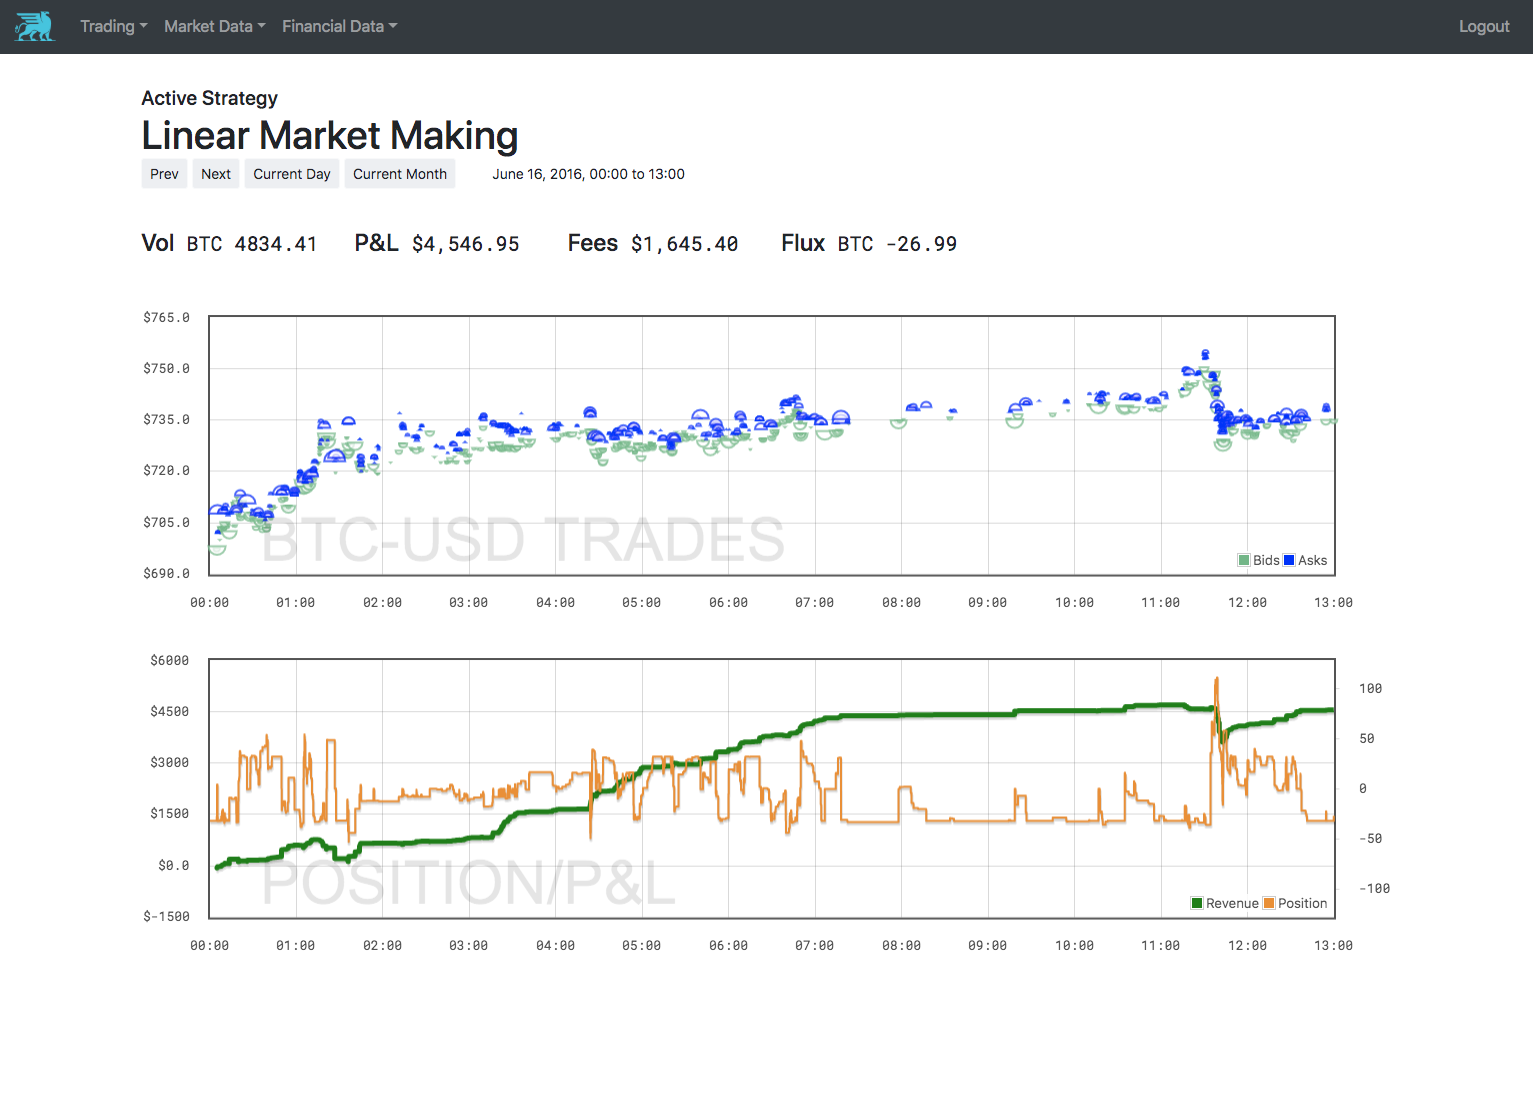 Trading Market Data Financial Data Logout
Active Strategy
Linear Market Making
Prev Next Current Day Current Month June 16, 2016, 00:00 to 13:00
Vol BTC 4834.41 P&L $4,546.95 Fees $1,645.40 Flux BTC -26.99
$765.0
$750.0
$735.0
$720.0
$705.0
$690.0
BTC-USD TRADES
Bids Asks
00:00 01:00 02:00 03:00 04:00 05:00 06:00 07:00 08:00 09:00 10:00 11:00 12:00 13:00
$6000
$4500
$3000
$1500
$0.0
$-1500
100
50
0
-50
-100
POSITION/P&L
Revenue Position
00:00 01:00 02:00 03:00 04:00 05:00 06:00 07:00 08:00 09:00 10:00 11:00 12:00 13:00